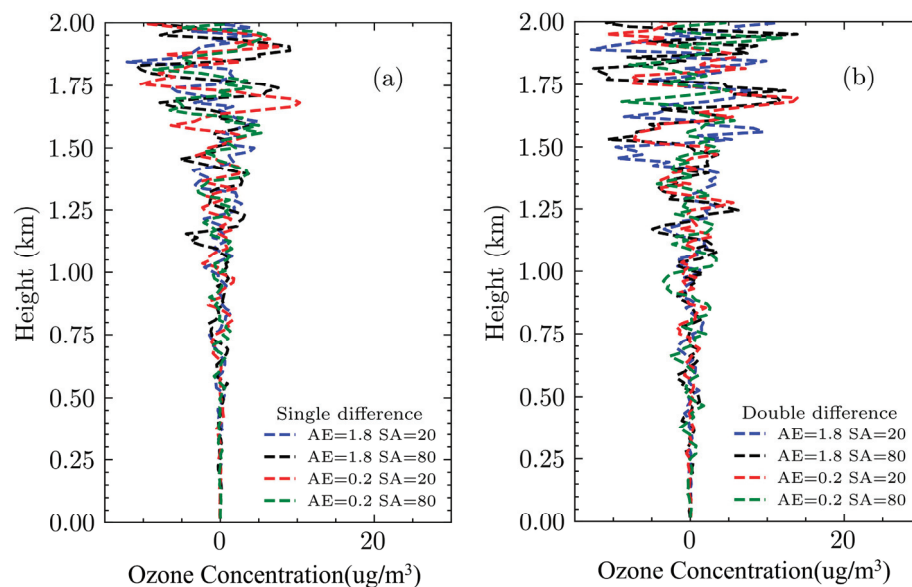 2.00
1.75
1.50
1.25
1.00
0.75
0.50
0.25
0.00
Height (km)
(a)
Single difference
AE=1.8 SA=20
AE=1.8 SA=80
AE=0.2 SA=20
AE=0.2 SA=80
0
20
Ozone Concentration(ug/m³)
2.00
1.75
1.50
1.25
1.00
0.75
0.50
0.25
0.00
Height (km)
(b)
Double difference
AE=1.8 SA=20
AE=1.8 SA=80
AE=0.2 SA=20
AE=0.2 SA=80
0
20
Ozone Concentration(ug/m³)